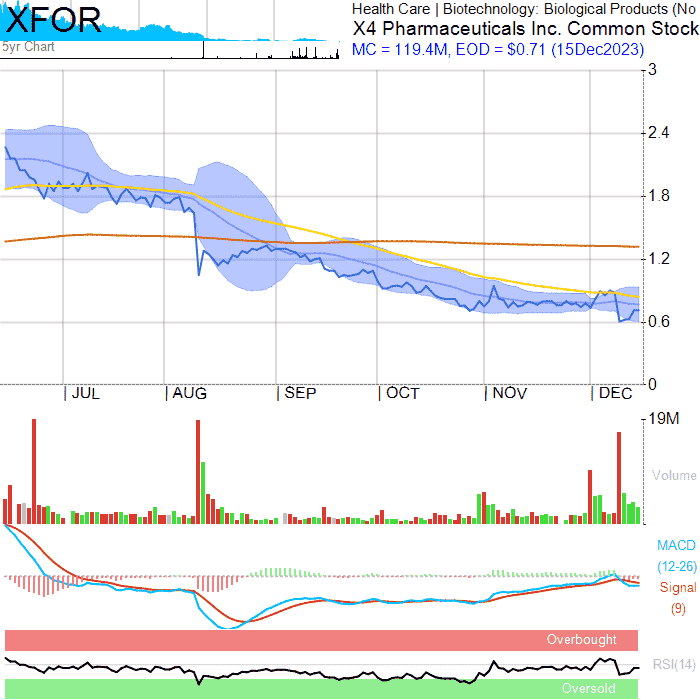 XFOR
5yr Chart
Health Care | Biotechnology: Biological Products (No
X4 Pharmaceuticals Inc. Common Stock
MC = 119.4M, EOD = $0.71 (15Dec2023)
3
2.4
1.8
1.2
0.6
0
JUL
AUG
SEP
OCT
NOV
DEC
19M
Volume
MACD
(12-26)
Signal
(9)
Overbought
RSI(14)
Oversold